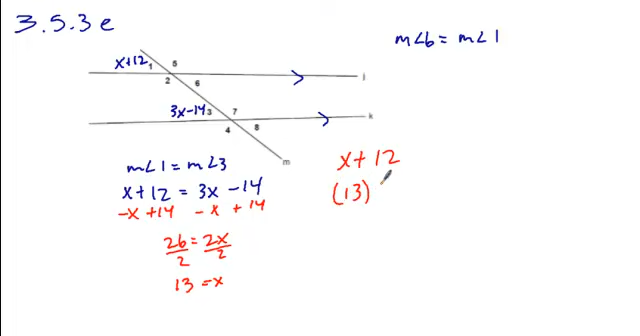 3.5.3 e
m∠6 = m∠1
x+12 1 5
2 6 j
3x-14 3 7 k
4 8
m
m∠1 = m∠3
x+12 = 3x-14
-x +14 -x + 14
26/2 = 2x/2
13 = x
x + 12
(13)